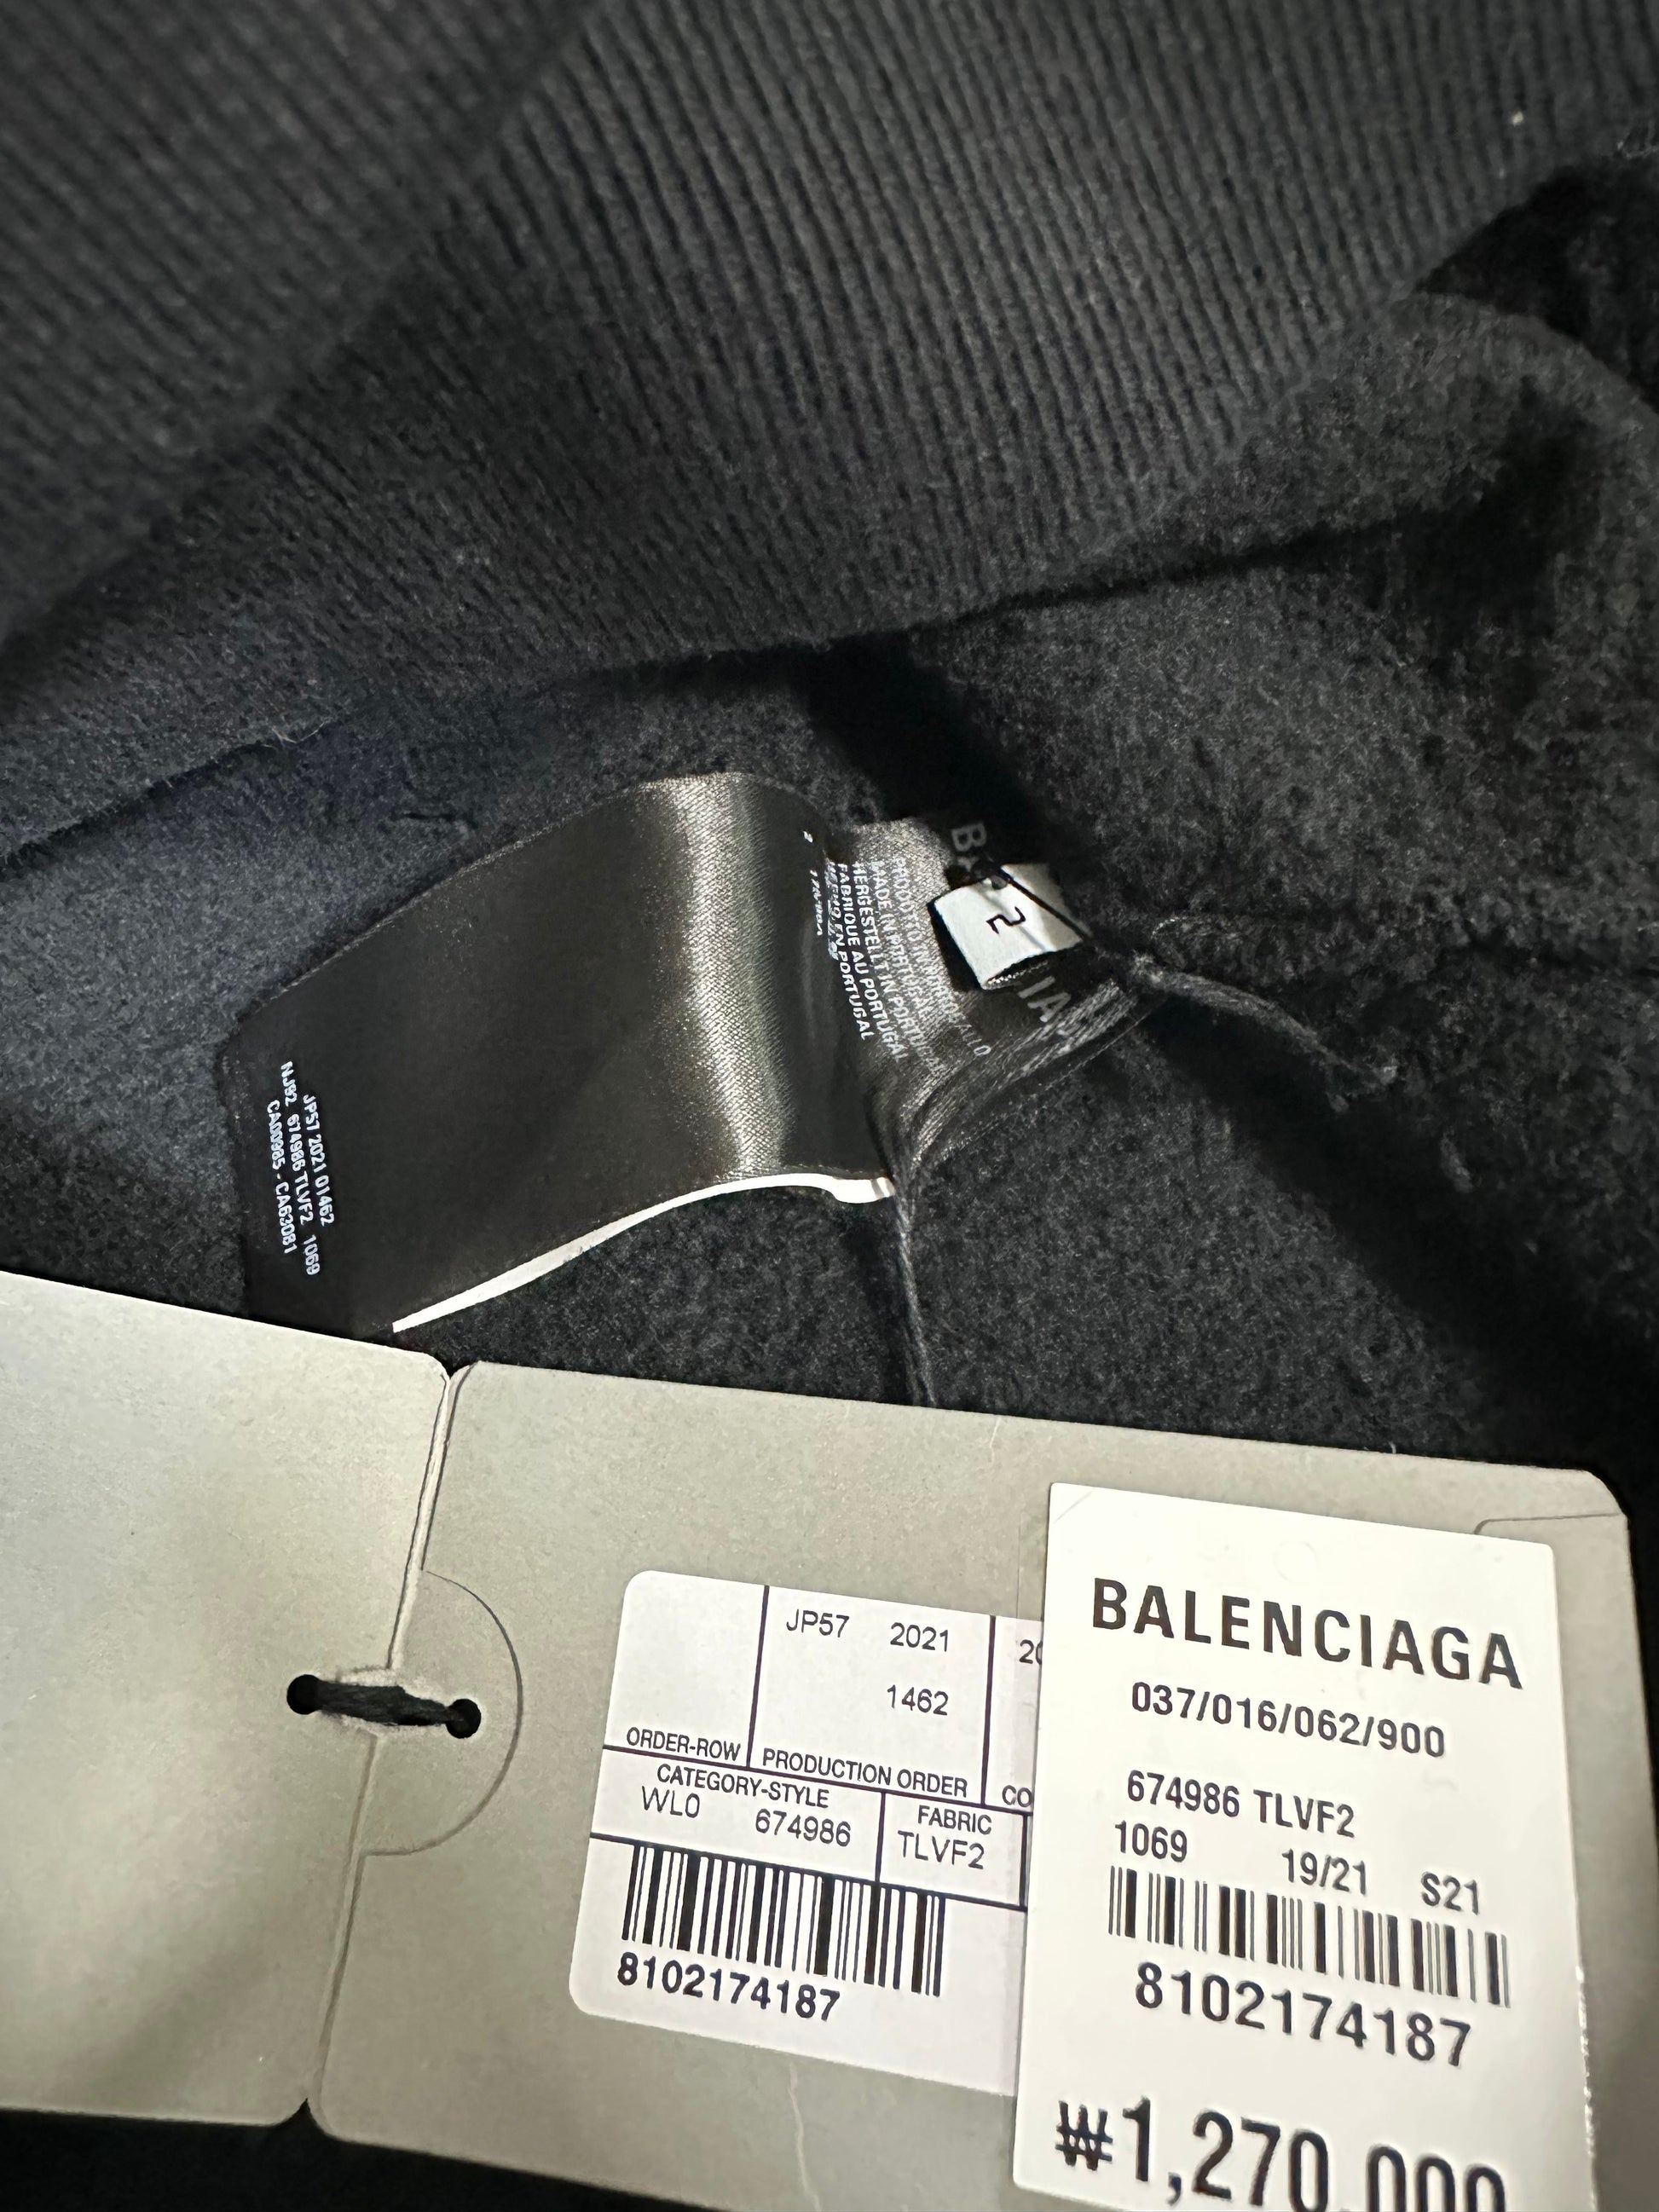 2
MADE IN PORTUGAL
HERGESTELLT IN PORTUGAL
FABRIQUE AU PORTUGAL
JP57 2021 01462
674986 TLVF2 1069
CA00985 - CA63081
JP57 2021
1462
ORDER-ROW
PRODUCTION ORDER
CATEGORY-STYLE
WL0 674986
FABRIC
TLVF2
8102174187
BALENCIAGA
037/016/062/900
674986 TLVF2
1069 19/21 S21
8102174187
₩1,270,000